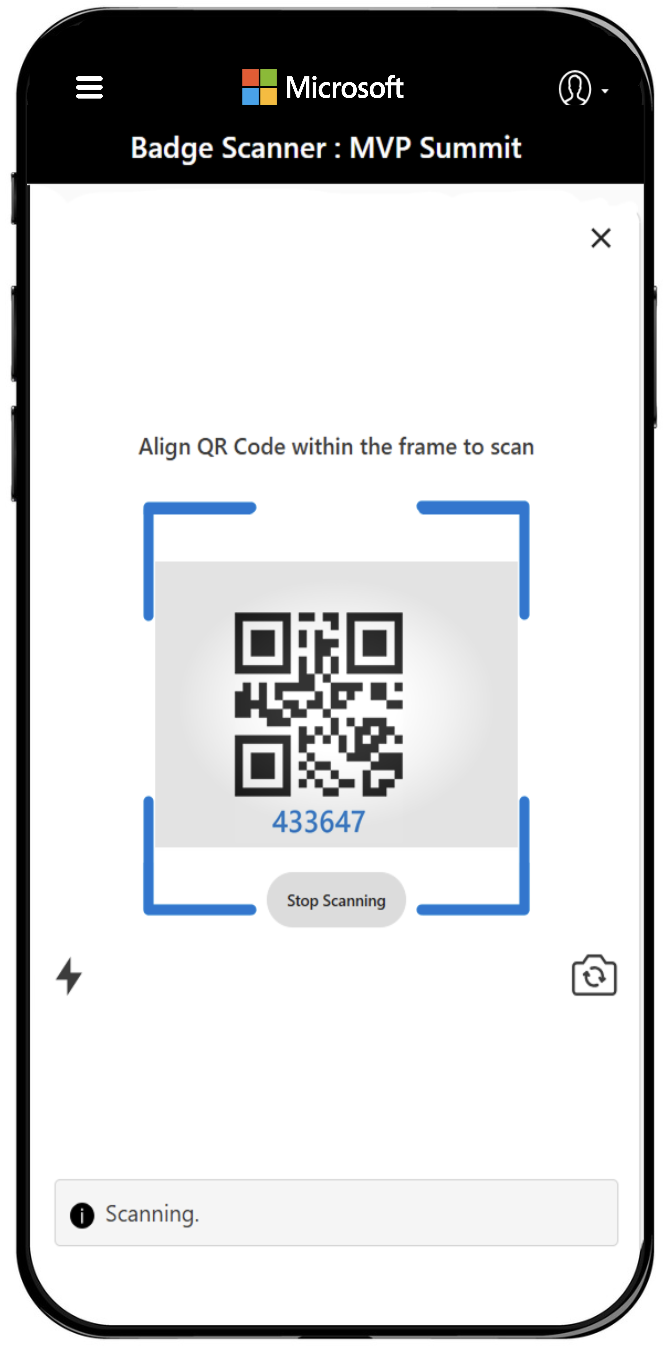 Microsoft
Badge Scanner : MVP Summit
Align QR Code within the frame to scan
433647
Stop Scanning
Scanning.